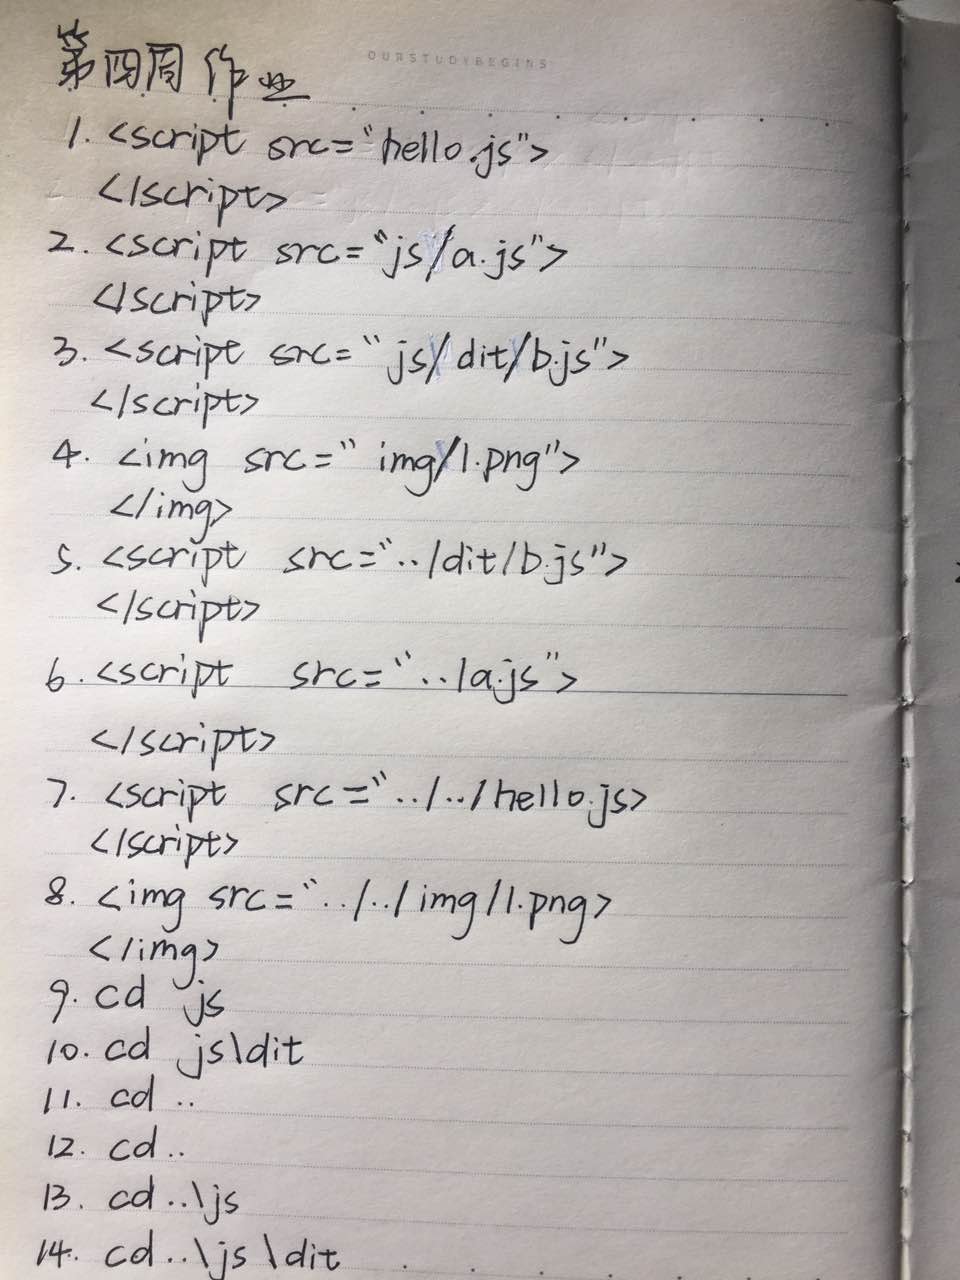 OURSTUDYBEGINS
第四周作业
1. <script src="hello.js">
</script>
2. <script src="js/a.js">
</script>
3. <script src="js/dit/b.js">
</script>
4. <img src="img/1.png">
</img>
5. <script src="../dit/b.js">
</script>
6. <script src="../a.js">
</script>
7. <script src="../../hello.js>
</script>
8. <img src="../../img/1.png>
</img>
9. cd js
10. cd js\dit
11. cd ..
12. cd..
13. cd..\js
14. cd..\js\dit